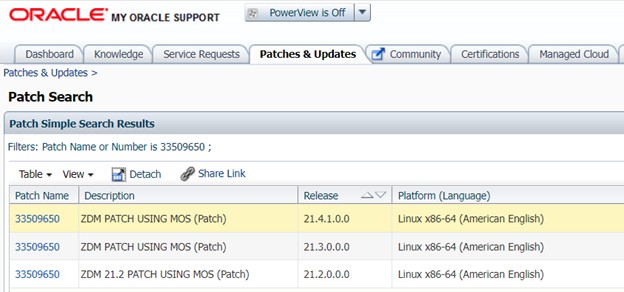 ORACLE MY ORACLE SUPPORT PowerView is Off
Dashboard Knowledge Service Requests Patches & Updates Community Certifications Managed Cloud
Patches & Updates >
Patch Search
Patch Simple Search Results
Filters: Patch Name or Number is 33509650 ;
Table View Detach Share Link
Patch Name Description Release Platform (Language)
33509650 ZDM PATCH USING MOS (Patch) 21.4.1.0.0 Linux x86-64 (American English)
33509650 ZDM PATCH USING MOS (Patch) 21.3.0.0.0 Linux x86-64 (American English)
33509650 ZDM 21.2 PATCH USING MOS (Patch) 21.2.0.0.0 Linux x86-64 (American English)